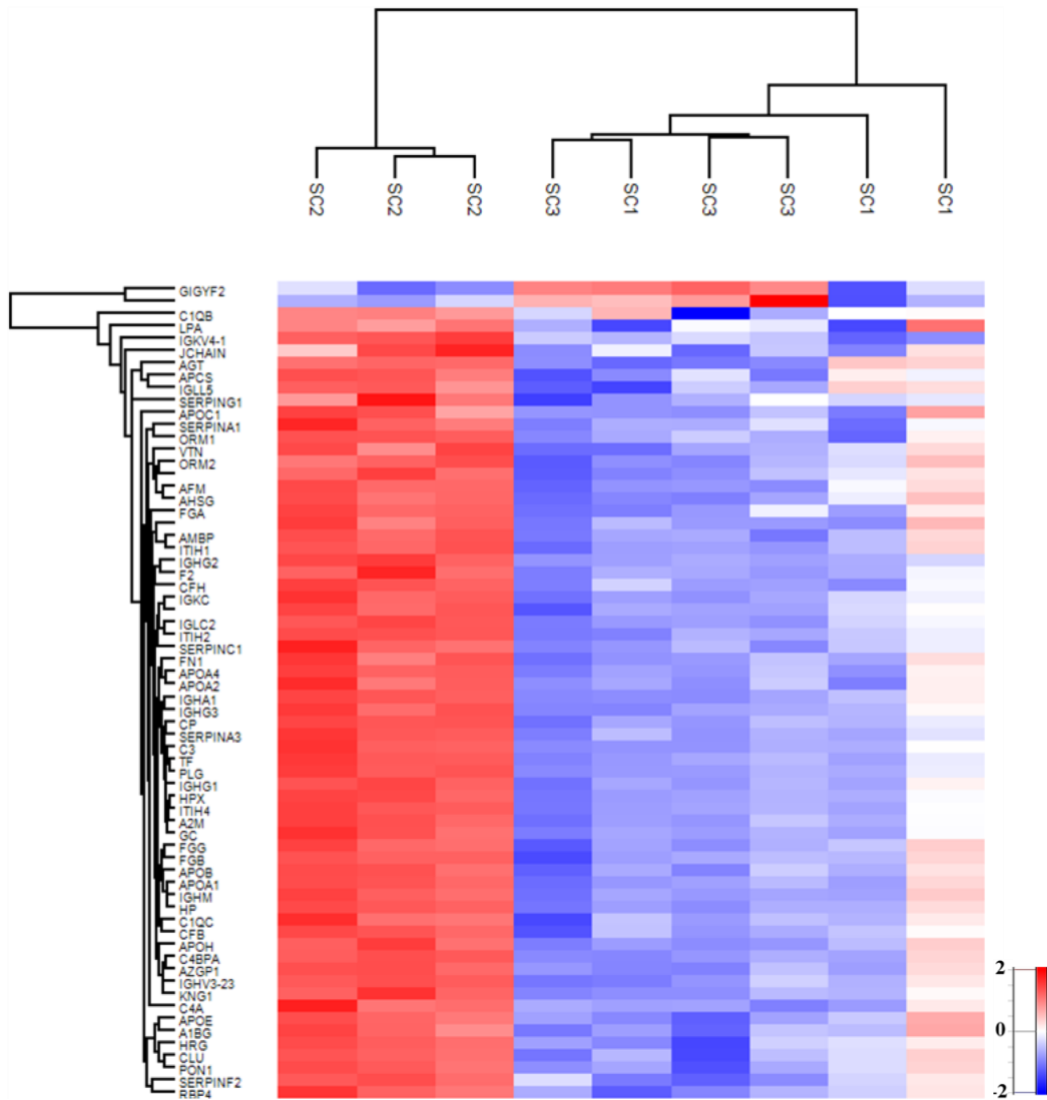 SC2
SC2
SC2
SC3
SC1
SC3
SC3
SC1
SC1
GIGYF2
C1QB
LPA
IGKV4-1
JCHAIN
AGT
APCS
IGLL5
SERPING1
APOC1
SERPINA1
ORM1
VTN
ORM2
AFM
AHSG
FGA
AMBP
ITIH1
IGHG2
F2
CFH
IGKC
IGLC2
ITIH2
SERPINC1
FN1
APOA4
APOA2
IGHA1
IGHG3
CP
SERPINA3
C3
TF
PLG
IGHG1
HPX
ITIH4
A2M
GC
FGG
FGB
APOB
APOA1
IGHM
HP
C1QC
CFB
APOH
C4BPA
AZGP1
IGHV3-23
KNG1
C4A
APOE
A1BG
HRG
CLU
PON1
SERPINF2
RBP4
2
0
-2